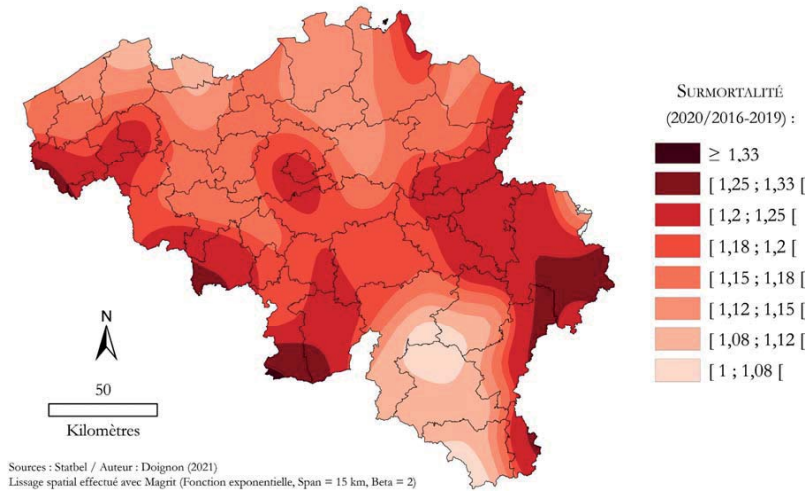 SURMORTALITÉ
(2020/2016-2019) :
≥ 1,33
[ 1,25 ; 1,33 [
[ 1,2 ; 1,25 [
[ 1,18 ; 1,2 [
[ 1,15 ; 1,18 [
[ 1,12 ; 1,15 [
[ 1,08 ; 1,12 [
[ 1 ; 1,08 [
N
50
Kilomètres
Sources : Statbel / Auteur : Doignon (2021)
Lissage spatial effectué avec Magrit (Fonction exponentielle, Span = 15 km, Beta = 2)